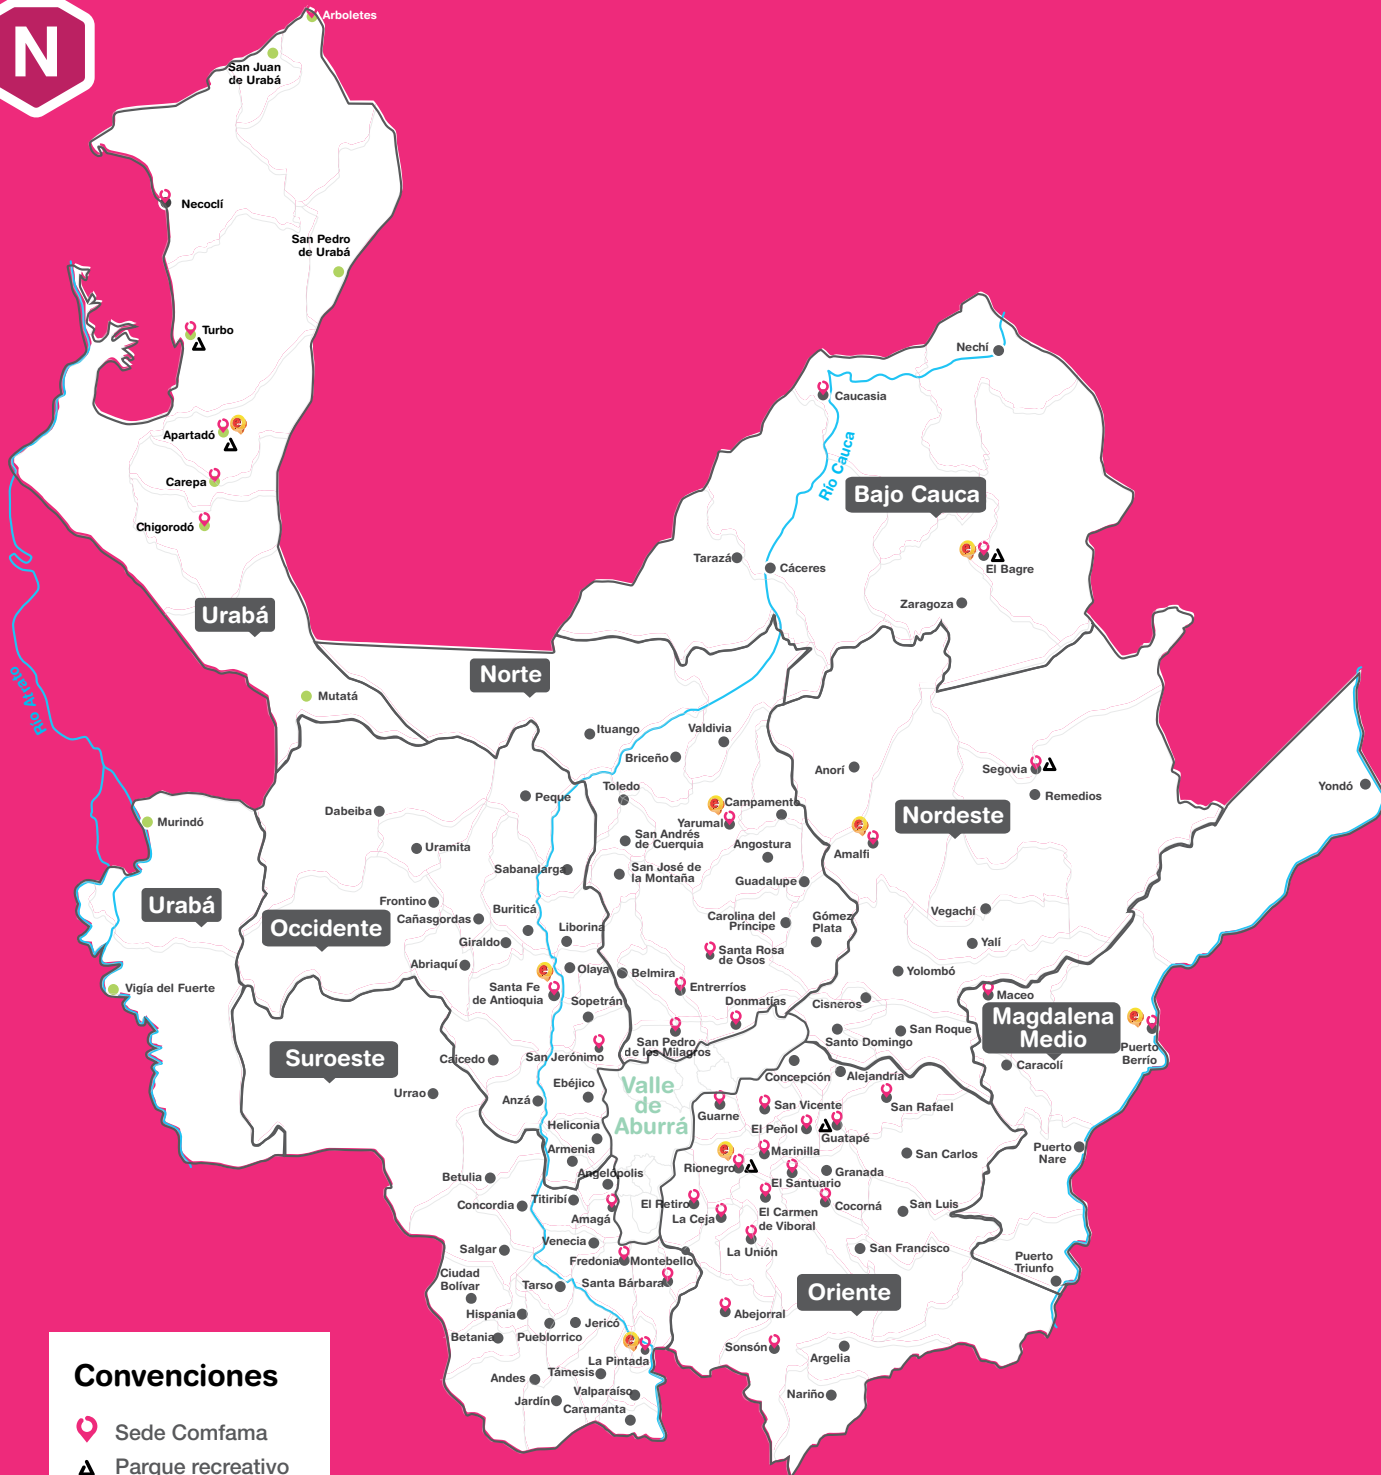 N
Arboletes
San Juan
de Urabá
Necoclí
San Pedro
de Urabá
Turbo
Nechí
Caucasia
Río Cauca
Apartadó
Carepa
Bajo Cauca
Chigorodó
Tarazá
Cáceres
El Bagre
Zaragoza
Urabá
Norte
Río Atrato
Mutatá
Ituango
Valdivia
Briceño
Anorí
Segovia
Remedios
Yondó
Toledo
Peque
Campamento
Dabeiba
Yarumal
Nordeste
Murindó
San Andrés
de Cuerquia
Angostura
Amalfi
Uramita
Sabanalarga
San José de
la Montaña
Guadalupe
Urabá
Frontino
Buriticá
Cañasgordas
Carolina del
Príncipe
Gómez
Plata
Vegachí
Occidente
Liborina
Giraldo
Yalí
Santa Rosa
de Osos
Abriaquí
Olaya
Belmira
Yolombó
Vigía del Fuerte
Santa Fe
de Antioquia
Entrerríos
Maceo
Sopetrán
Donmatías
Cisneros
Magdalena
Medio
San Roque
Santo Domingo
San Pedro
de los Milagros
Puerto
Berrío
Suroeste
Caicedo
San Jerónimo
Caracolí
Concepción
Alejandría
Ebéjico
Valle
de
Aburrá
Urrao
Anzá
Guarne
San Vicente
San Rafael
Heliconia
El Peñol
Guatapé
Armenia
Marinilla
San Carlos
Puerto
Nare
Rionegro
Granada
Angelópolis
El Santuario
Betulia
Titiribí
El Retiro
Cocorná
San Luis
Concordia
Amagá
La Ceja
El Carmen
de Viboral
Venecia
La Unión
San Francisco
Salgar
Fredonia
Montebello
Puerto
Triunfo
Ciudad
Bolívar
Tarso
Santa Bárbara
Oriente
Hispania
Abejorral
Jericó
Betania
Pueblorrico
Sonsón
Argelia
La Pintada
Támesis
Andes
Valparaíso
Nariño
Jardín
Caramanta
Convenciones
Sede Comfama
Parque recreativo